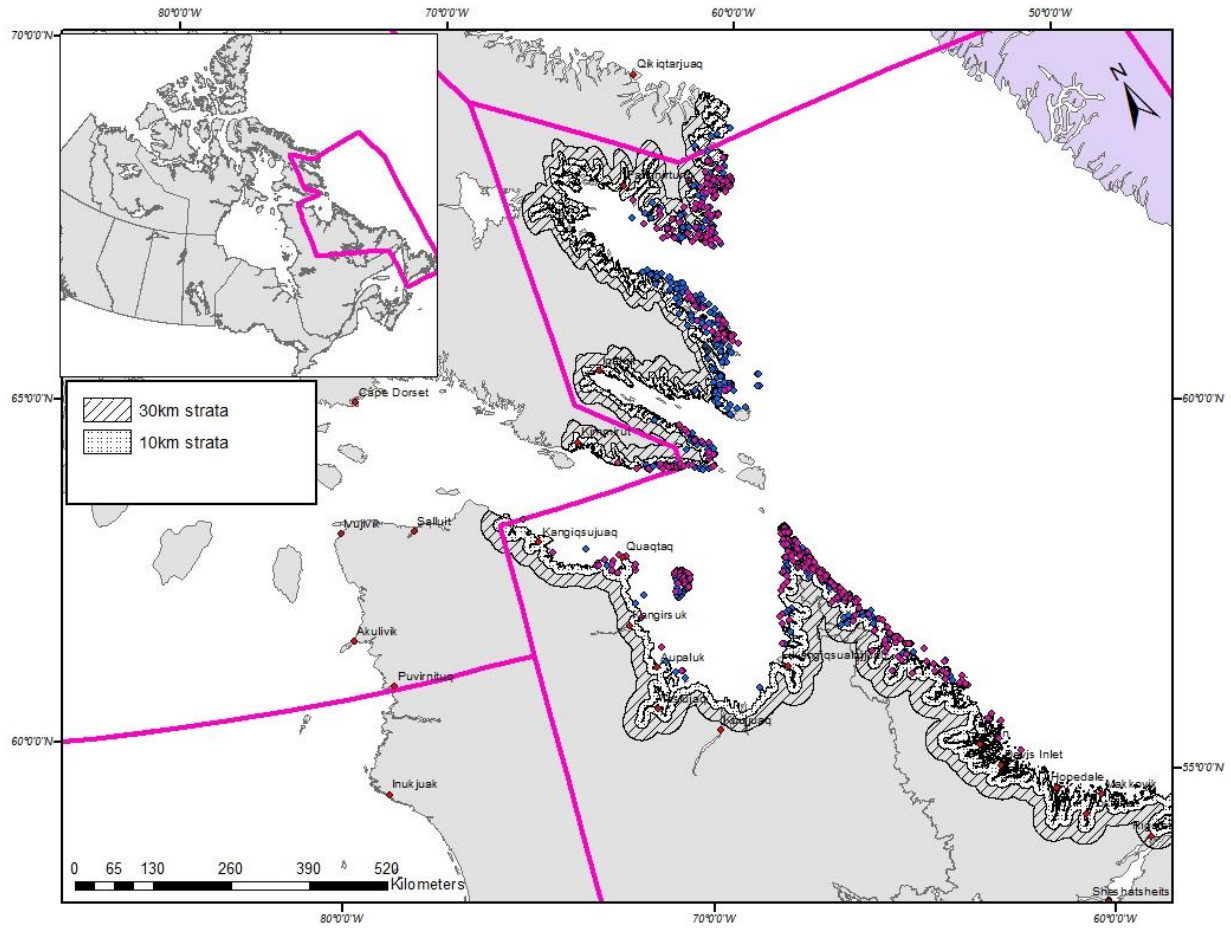 80°0'0"W 70°0'0"W 60°0'0"W 50°0'0"W
70°0'0"N
Qikiqtarjuaq
N
65°0'0"N
Cape Dorset
60°0'0"N
30km strata
10km strata
Ivujivik
Salluit
Kangiqsujuaq
Quaqtaq
Akulivik
Aupaluk
Puvirnituq
60°0'0"N
55°0'0"N
Inlet
Hopedale
Makkovik
Inukjuak
0 65 130 260 390 520
Kilometers
Sheshatsheits
80°0'0"W 70°0'0"W 60°0'0"W